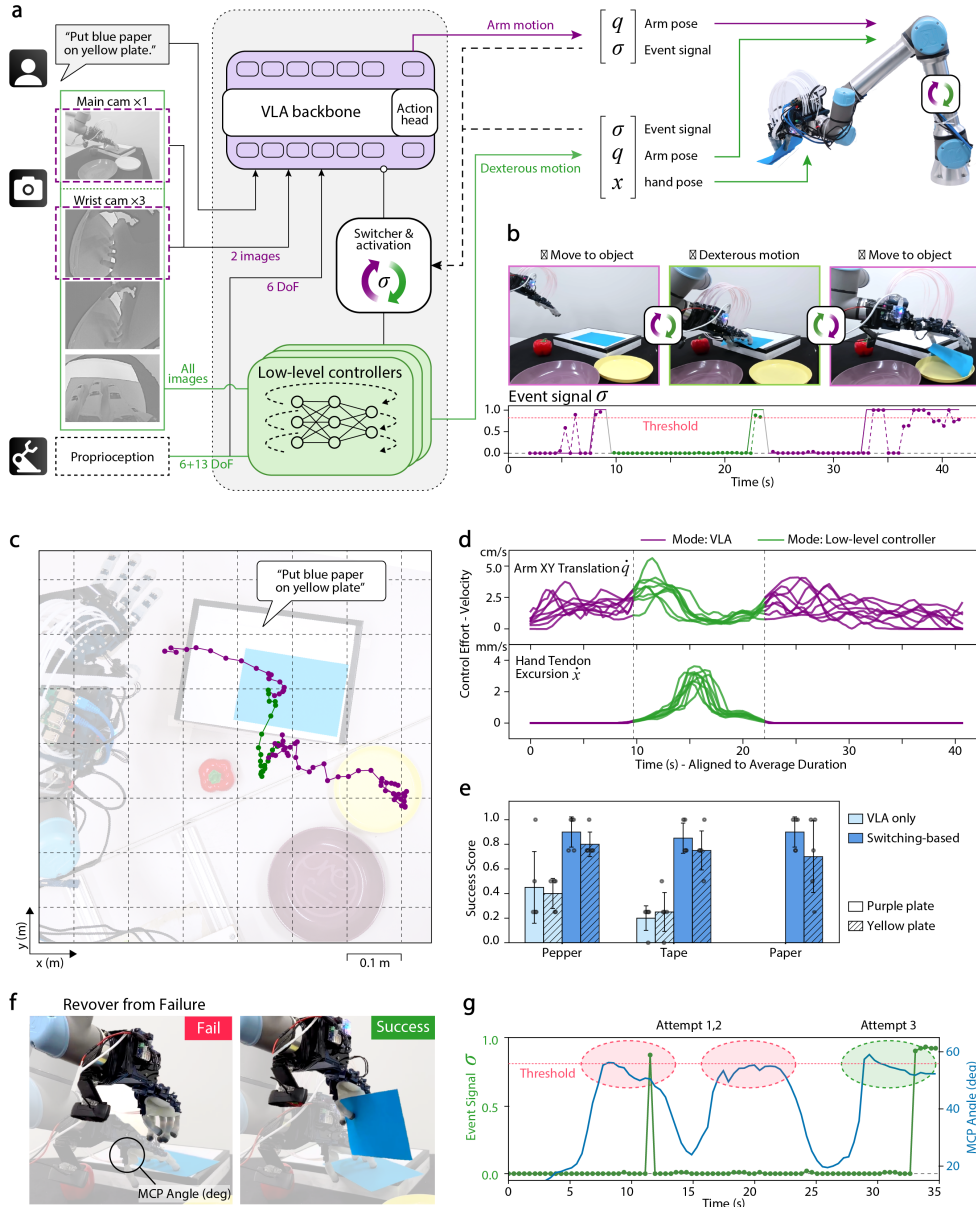 a
“Put blue paper
on yellow plate.”
Main cam ×1
Wrist cam ×3
Proprioception
VLA backbone
Action
head
2 images
6 DoF
Switcher &
activation
σ
All
images
6+13 DoF
Low-level controllers
Arm motion
Dexterous motion
q Arm pose
σ Event signal
σ Event signal
q Arm pose
x hand pose
b
Move to object
Dexterous motion
Move to object
Event signal σ
1.0
0.5
0.0
Threshold
0 10 20 30 40
Time (s)
c
“Put blue paper
on yellow plate”
y (m)
x (m)
0.1 m
d
Mode: VLA
Mode: Low-level controller
Control Effort - Velocity
cm/s
Arm XY Translation q̇
5.0
2.5
0
mm/s
Hand Tendon
Excursion ẋ
4
2
0
0 10 20 30 40
Time (s) - Aligned to Average Duration
e
Success Score
1.0
0.8
0.6
0.4
0.2
0.0
Pepper
Tape
Paper
VLA only
Switching-based
Purple plate
Yellow plate
f
Revover from Failure
Fail
Success
MCP Angle (deg)
g
Attempt 1,2
Attempt 3
Event Signal σ
1.0
0.5
0.0
Threshold
MCP Angle (deg)
60
40
20
0 5 10 15 20 25 30 35
Time (s)